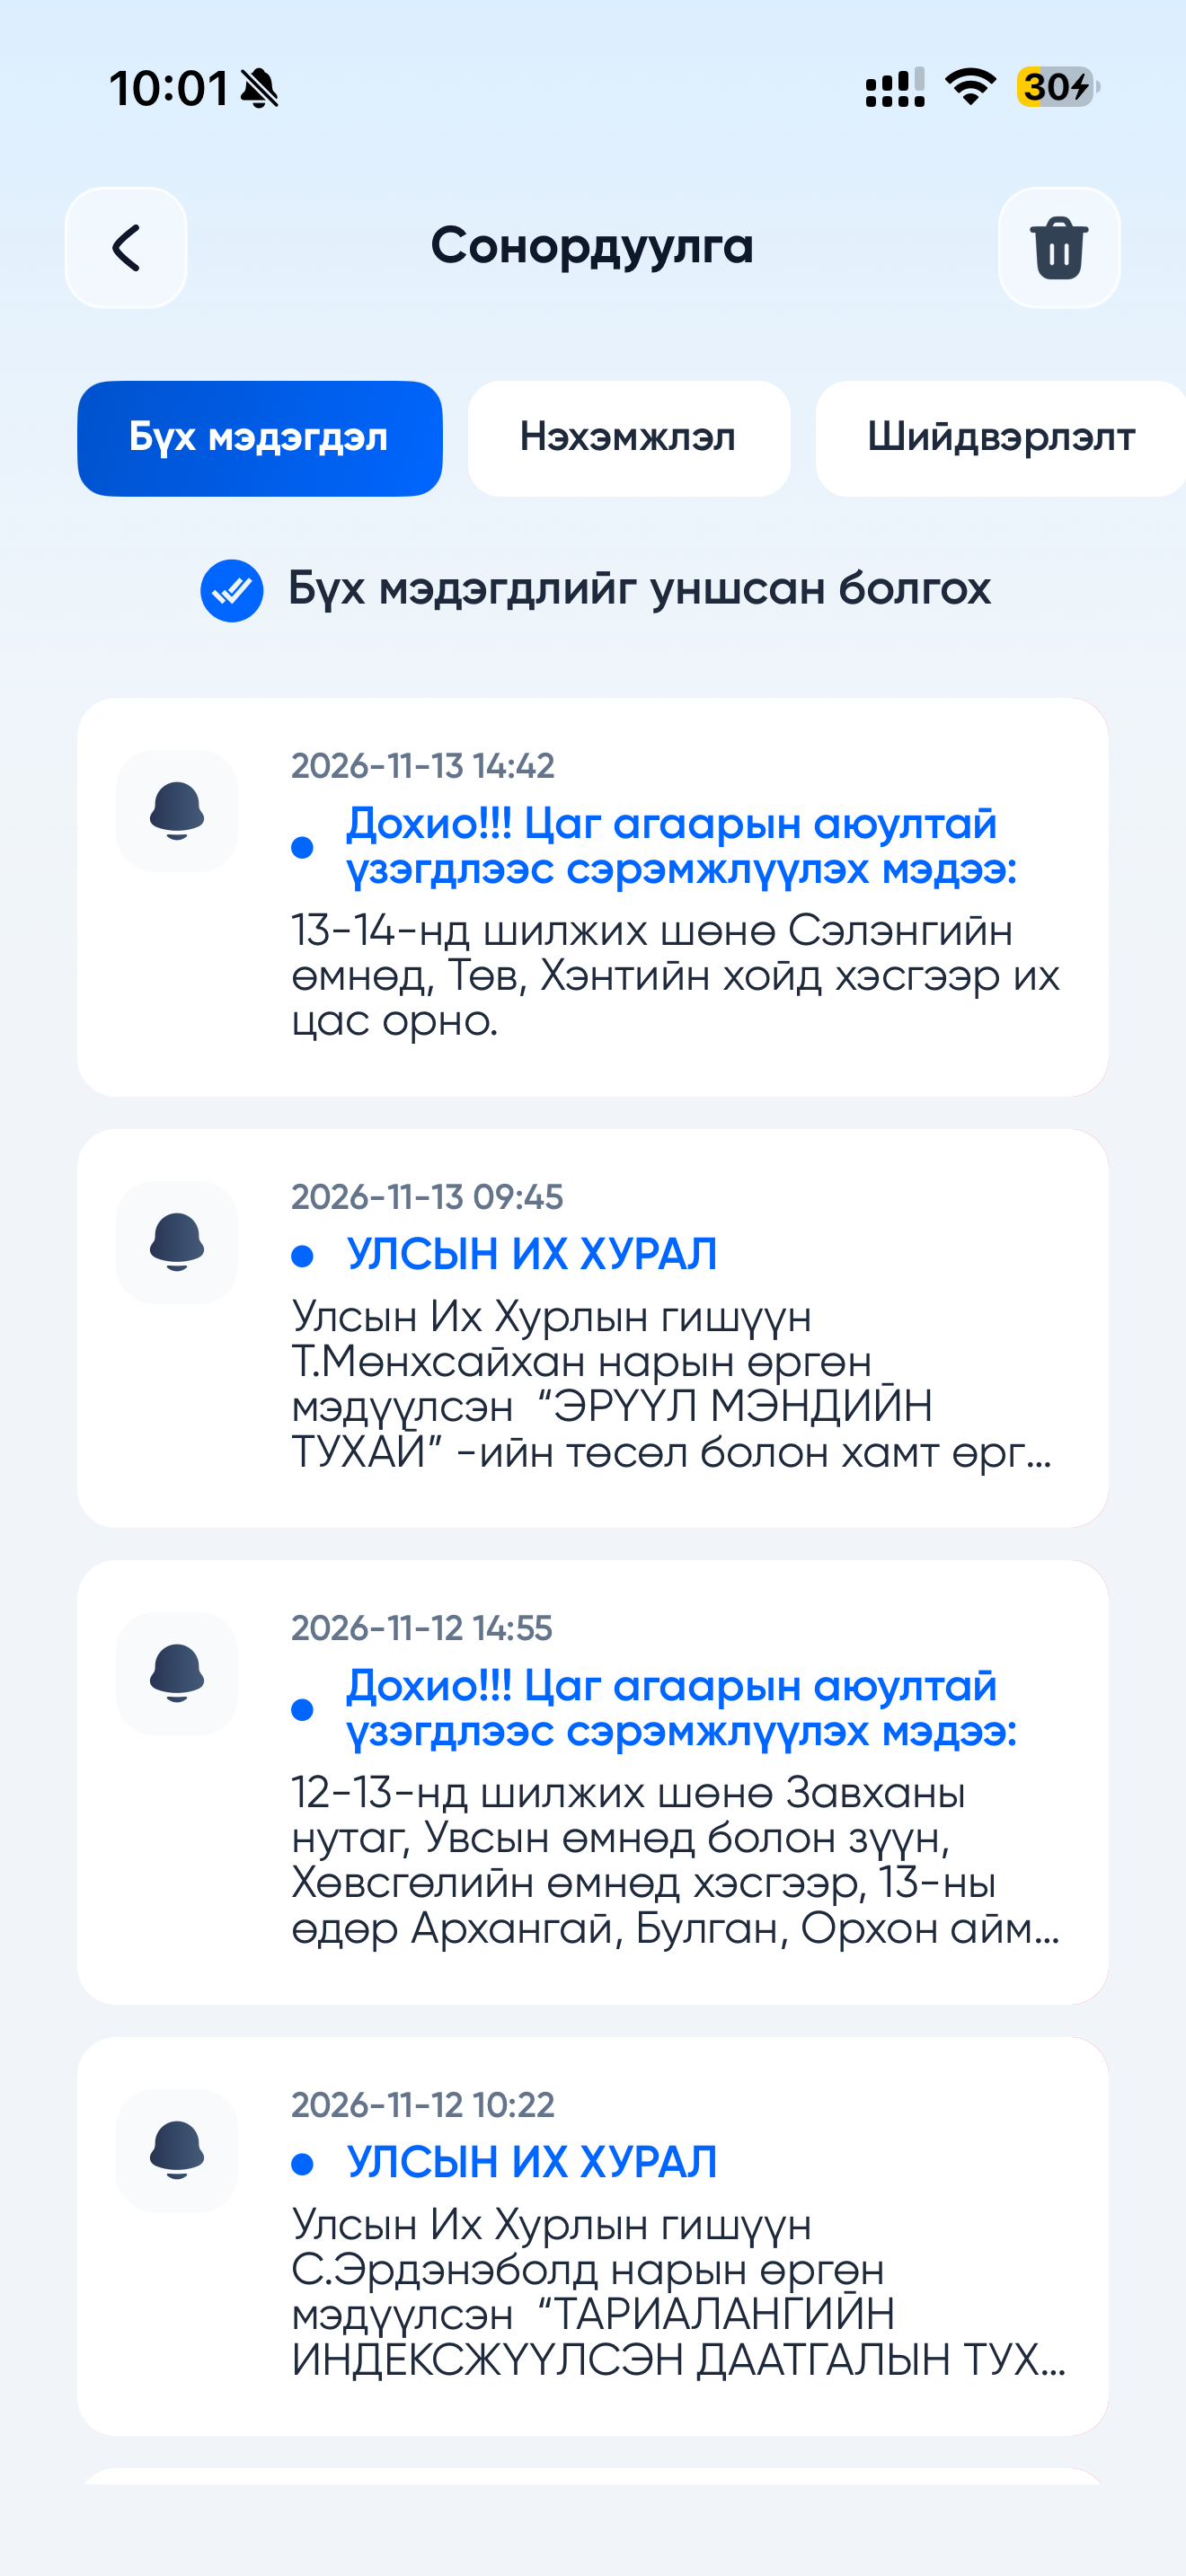 10:01
30
Сонордуулга
Бүх мэдэгдэл
Нэхэмжлэл
Шийдвэрлэлт
Бүх мэдэгдлийг уншсан болгох
2026-11-13 14:42
Дохио!!! Цаг агаарын аюултай
үзэгдлээс сэрэмжлүүлэх мэдээ:
13-14-нд шилжих шөнө Сэлэнгийн
өмнөд, Төв, Хэнтийн хойд хэсгээр их
цас орно.
2026-11-13 09:45
УЛСЫН ИХ ХУРАЛ
Улсын Их Хурлын гишүүн
Т.Мөнхсайхан нарын өргөн
мэдүүлсэн  “ЭРҮҮЛ МЭНДИЙН
ТУХАЙ” -ийн төсөл болон хамт өрг...
2026-11-12 14:55
Дохио!!! Цаг агаарын аюултай
үзэгдлээс сэрэмжлүүлэх мэдээ:
12-13-нд шилжих шөнө Завханы
нутаг, Увсын өмнөд болон зүүн,
Хөвсгөлийн өмнөд хэсгээр, 13-ны
өдөр Архангай, Булган, Орхон айм...
2026-11-12 10:22
УЛСЫН ИХ ХУРАЛ
Улсын Их Хурлын гишүүн
С.Эрдэнэболд нарын өргөн
мэдүүлсэн  “ТАРИАЛАНГИЙН
ИНДЕКСЖҮҮЛСЭН ДААТГАЛЫН ТУХ...